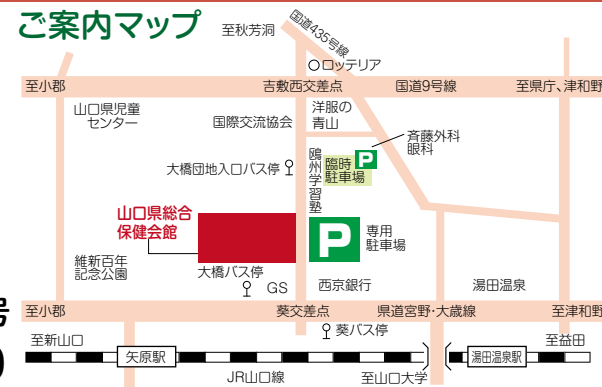 ご案内マップ
至秋芳洞
国道435号線
ロッテリア
至小郡
吉敷西交差点
国道9号線
至県庁、津和野
山口県児童
センター
国際交流協会
洋服の
青山
斉藤外科
眼科
大橋団地入口バス停
鴎州学習塾
臨時
駐車場
P
山口県総合
保健会館
P
専用
駐車場
維新百年
記念公園
大橋バス停
GS
西京銀行
湯田温泉
号
至小郡
葵交差点
県道宮野・大歳線
至津和野
葵バス停
至新山口
矢原駅
湯田温泉駅
至益田
)
JR山口線
至山口大学